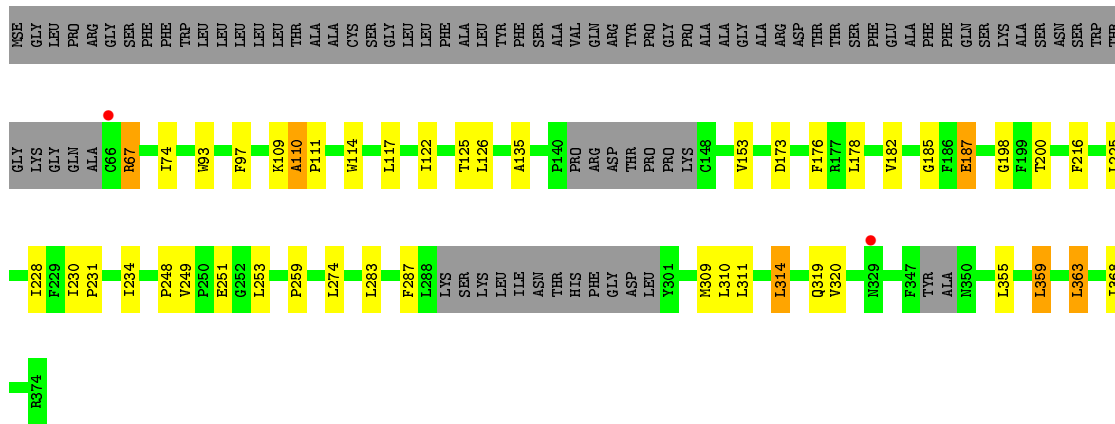 MSE GLY LEU PRO ARG GLY SER PHE PHE TRP LEU LEU LEU LEU LEU THR ALA ALA CYS SER GLY LEU LEU PHE ALA LEU TYR PHE SER ALA VAL GLN ARG TYR PRO GLY PRO ALA ALA GLY ALA ARG ASP THR THR SER PHE GLU ALA PHE PHE GLN SER LYS ALA SER ASN SER TRP THR
GLY LYS GLY GLN ALA C66 R67 I74 W93 F97 K109 A110 P111 W114 L117 I122 T125 L126 A135 P140 PRO ARG ASP THR PRO PRO LYS C148 V153 D173 F176 R177 L178 V182 G185 F186 E187 G198 F199 T200 F216
I228 F229 I230 P231 I234 P248 V249 P250 E251 G252 L253 P259 L274 L283 F287 L288 LYS SER LYS LEU ILE ASN THR HIS PHE GLY ASP LEU Y301 M309 L310 L311 L314 Q319 V320 N329 F347 TYR ALA N350 L355 L359 L363
R374